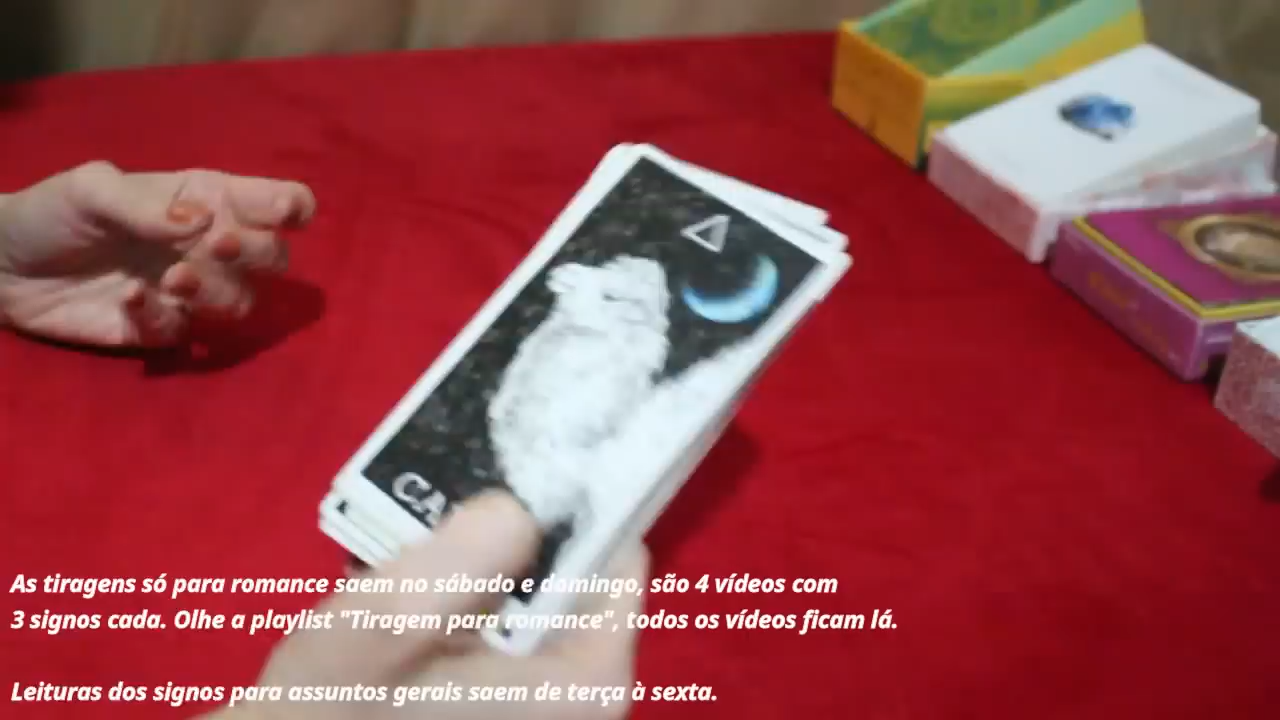 As tiragens só para romance saem no sábado e domingo, são 4 vídeos com
3 signos cada. Olhe a playlist "Tiragem para romance", todos os vídeos ficam lá.
Leituras dos signos para assuntos gerais saem de terça à sexta.